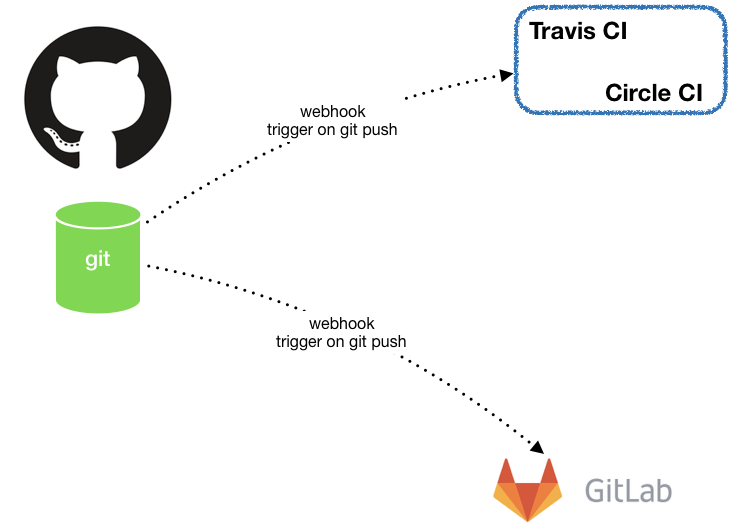 Travis CI
Circle CI
webhook
trigger on git push
git
webhook
trigger on git push
GitLab